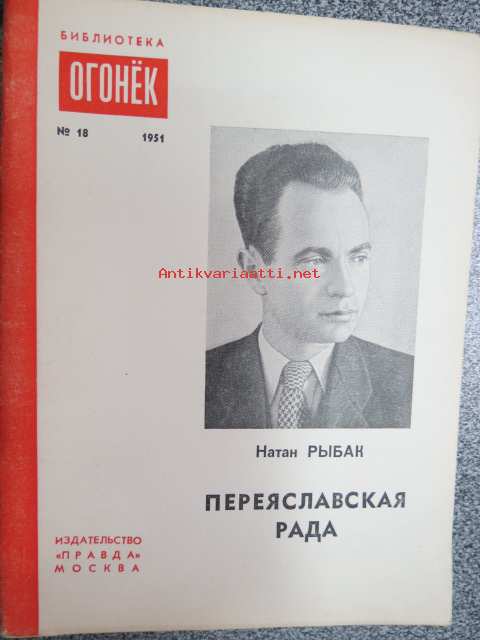 БИБЛИОТЕКА
ОГОНЁК
№ 18 1951
Antikvariaatti.net
Натан РЫБАК
ПЕРЕЯСЛАВСКАЯ
РАДА
ИЗДАТЕЛЬСТВО
«ПРАВДА»
МОСКВА